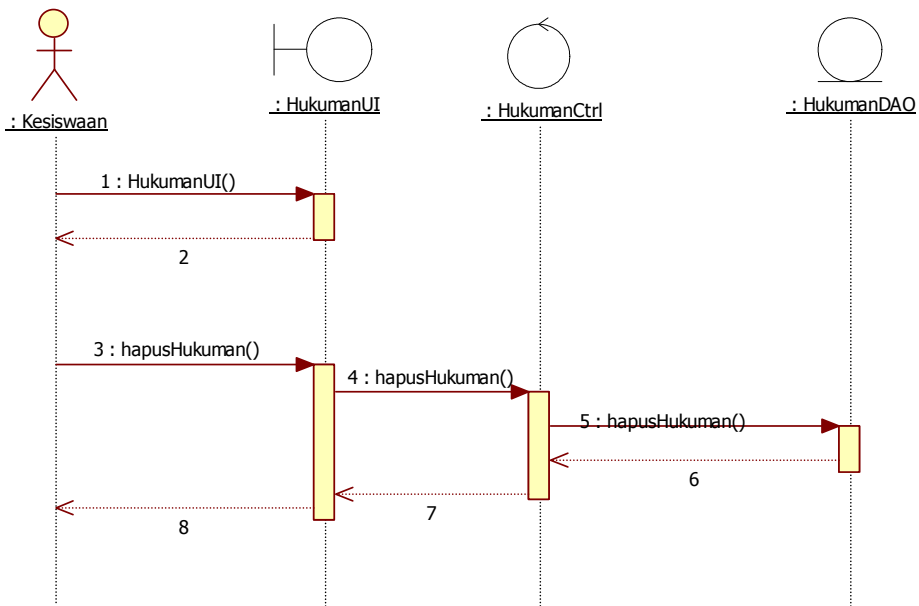 : Kesiswaan
: HukumanUI
: HukumanCtrl
: HukumanDAO
1 : HukumanUI()
2
3 : hapusHukuman()
4 : hapusHukuman()
5 : hapusHukuman()
6
7
8